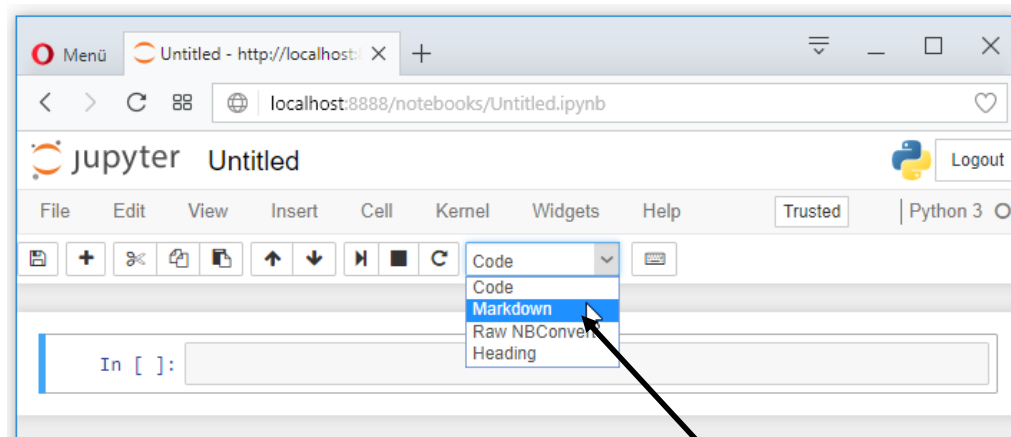 Menü Untitled - http://localhost:
localhost:8888/notebooks/Untitled.ipynb
jupyter Untitled Logout
File Edit View Insert Cell Kernel Widgets Help Trusted Python 3
Code
Code
Markdown
Raw NBConvert
Heading
In [ ]: